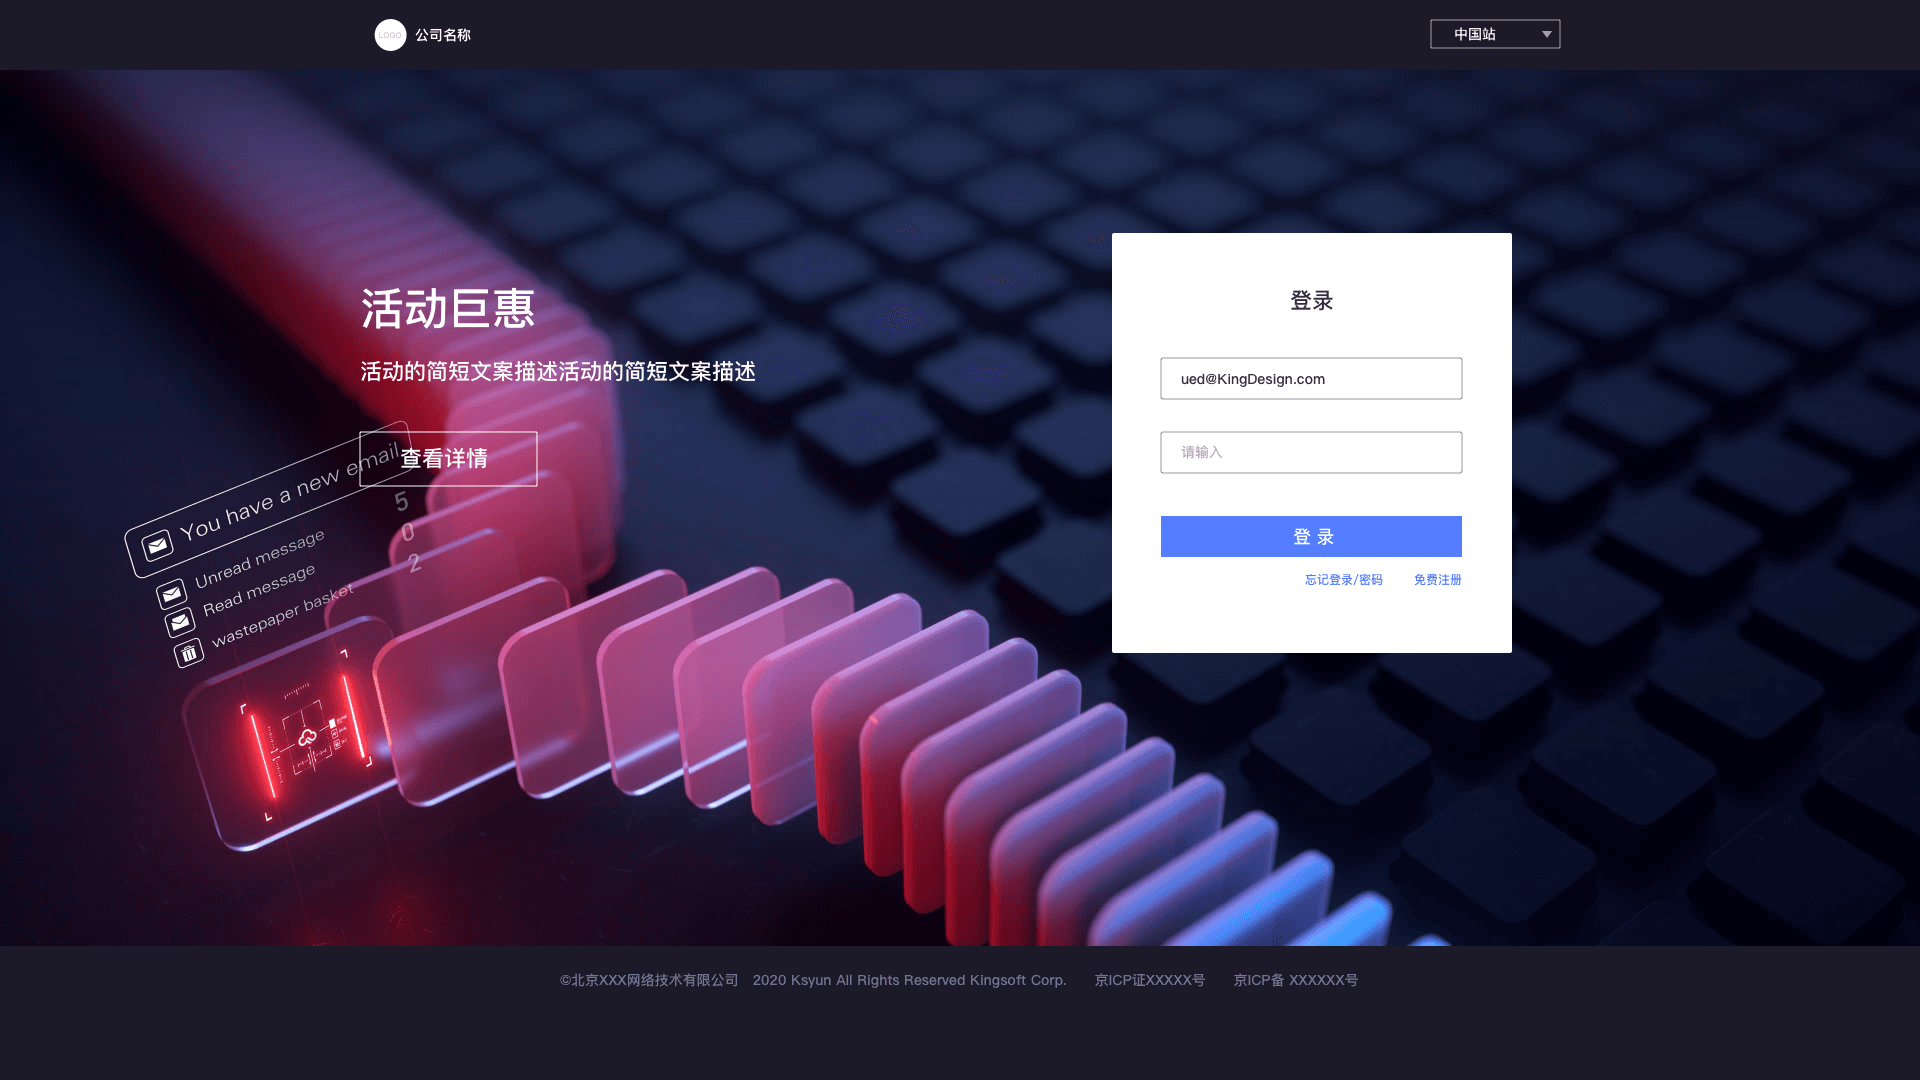 LOGO
公司名称
中国站
活动巨惠
活动的简短文案描述活动的简短文案描述
查看详情
You have a new email
Unread message
Read message
wastepaper basket
5
0
2
登录
ued@KingDesign.com
请输入
登 录
忘记登录/密码
免费注册
©北京XXX网络技术有限公司 2020 Ksyun All Rights Reserved Kingsoft Corp. 京ICP证XXXXX号 京ICP备 XXXXXX号